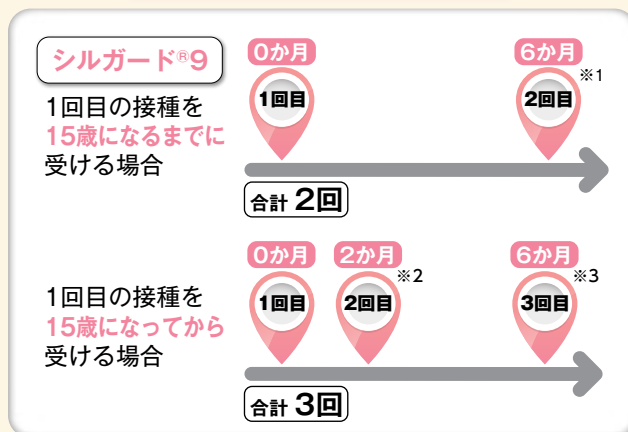 シルガード®9
1回目の接種を
15歳になるまでに
受ける場合
0か月
1回目
6か月
2回目
※1
合計 2回
1回目の接種を
15歳になってから
受ける場合
0か月
1回目
2か月
2回目
※2
6か月
3回目
※3
合計 3回